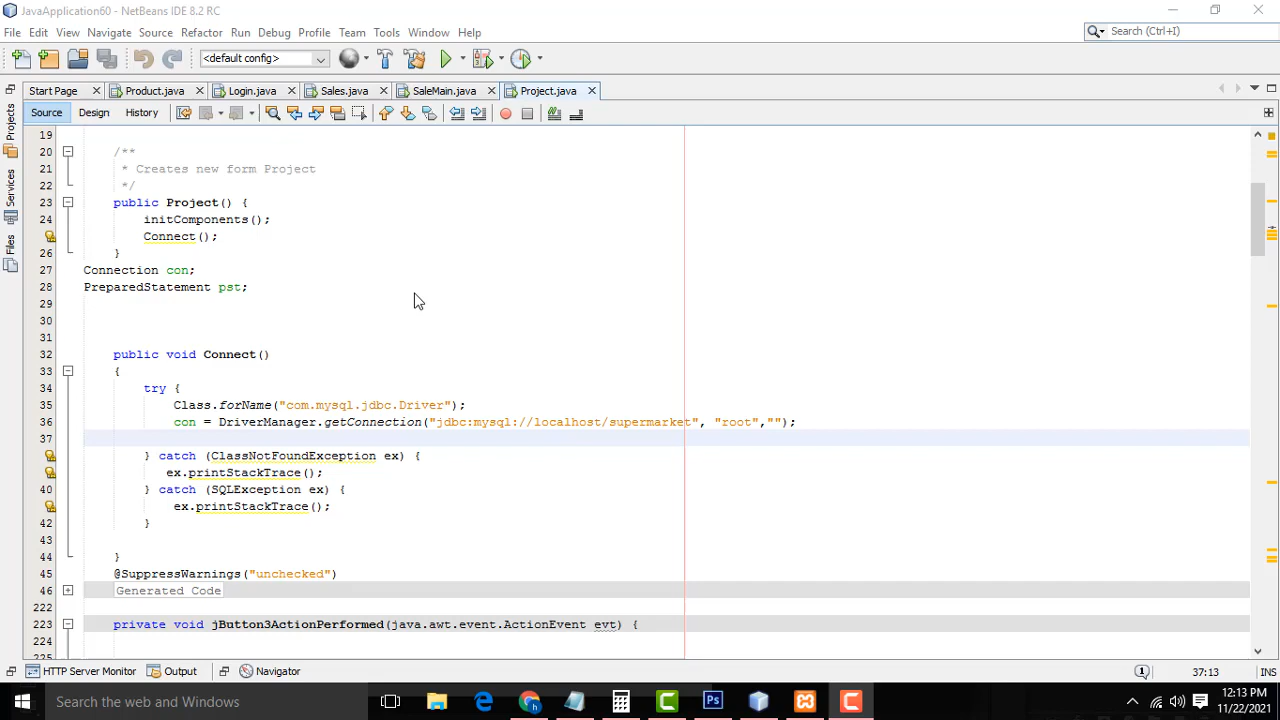 JavaApplication60 - NetBeans IDE 8.2 RC
File Edit View Navigate Source Refactor Run Debug Profile Team Tools Window Help
Search (Ctrl+I)
<default config>
Start Page Product.java Login.java Sales.java SaleMain.java Project.java
Source Design History
Projects
Services
Files
19
20 /**
21 * Creates new form Project
22 */
23 public Project() {
24 initComponents();
Connect();
26 }
27 Connection con;
28 PreparedStatement pst;
29
30
31
32 public void Connect()
33 {
34 try {
35 Class.forName("com.mysql.jdbc.Driver");
36 con = DriverManager.getConnection("jdbc:mysql://localhost/supermarket", "root","");
37
} catch (ClassNotFoundException ex) {
ex.printStackTrace();
40 } catch (SQLException ex) {
ex.printStackTrace();
42 }
43
44 }
45 @SuppressWarnings("unchecked")
46 Generated Code
222
223 private void jButton3ActionPerformed(java.awt.event.ActionEvent evt) {
224
225
HTTP Server Monitor Output Navigator 1 37:13 INS
Search the web and Windows
Ps
12:13 PM
11/22/2021